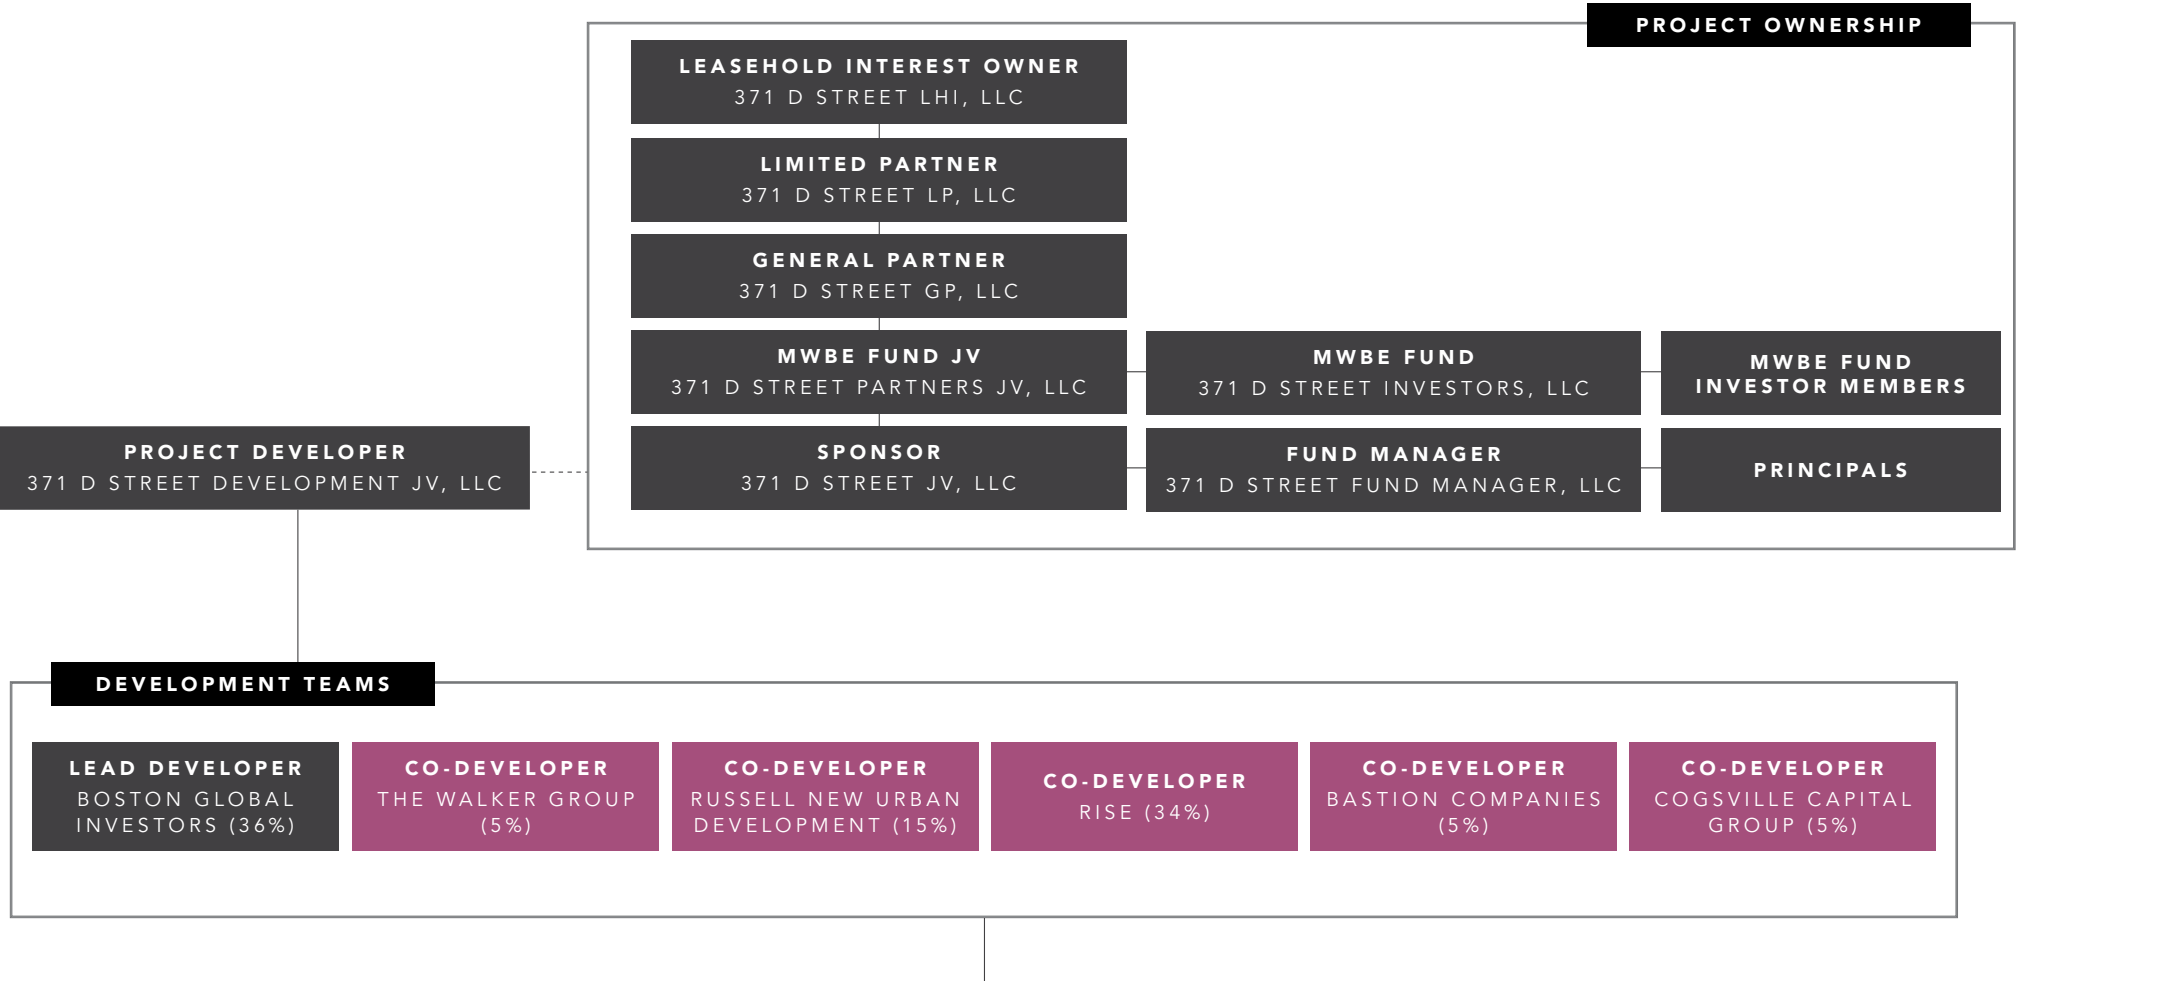 PROJECT OWNERSHIP
LEASEHOLD INTEREST OWNER
371 D STREET LHI, LLC
LIMITED PARTNER
371 D STREET LP, LLC
GENERAL PARTNER
371 D STREET GP, LLC
MWBE FUND JV
371 D STREET PARTNERS JV, LLC
MWBE FUND
371 D STREET INVESTORS, LLC
MWBE FUND
INVESTOR MEMBERS
PROJECT DEVELOPER
371 D STREET DEVELOPMENT JV, LLC
SPONSOR
371 D STREET JV, LLC
FUND MANAGER
371 D STREET FUND MANAGER, LLC
PRINCIPALS
DEVELOPMENT TEAMS
LEAD DEVELOPER
BOSTON GLOBAL
INVESTORS (36%)
CO-DEVELOPER
THE WALKER GROUP
(5%)
CO-DEVELOPER
RUSSELL NEW URBAN
DEVELOPMENT (15%)
CO-DEVELOPER
RISE (34%)
CO-DEVELOPER
BASTION COMPANIES
(5%)
CO-DEVELOPER
COGSVILLE CAPITAL
GROUP (5%)